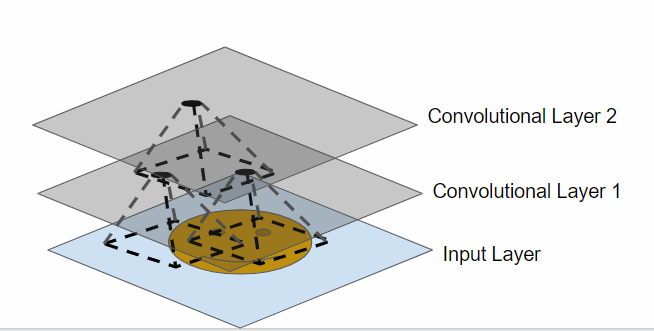 Convolutional Layer 2
Convolutional Layer 1
Input Layer